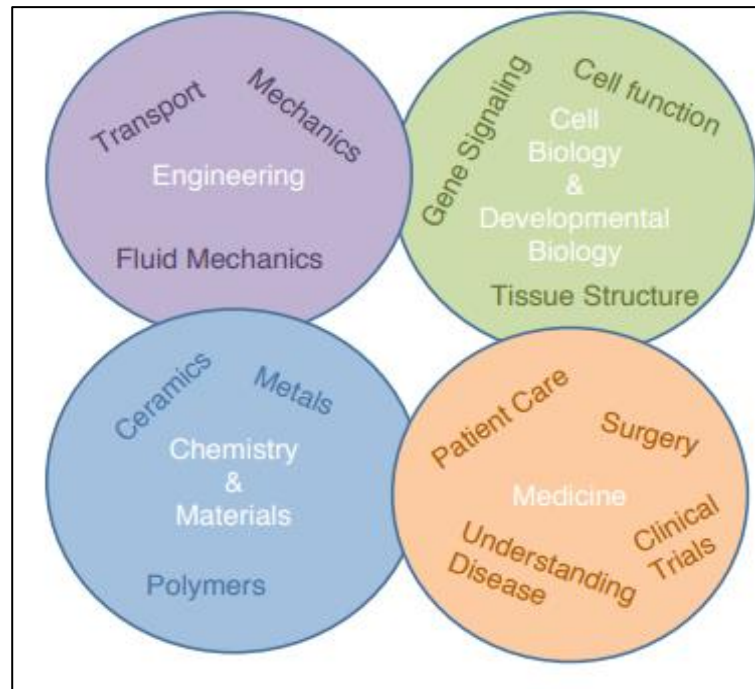 Transport
Mechanics
Engineering
Fluid Mechanics
Gene Signaling
Cell function
Cell
Biology
&
Developmental
Biology
Tissue Structure
Ceramics
Metals
Chemistry
&
Materials
Polymers
Patient Care
Surgery
Medicine
Clinical
Trials
Understanding
Disease